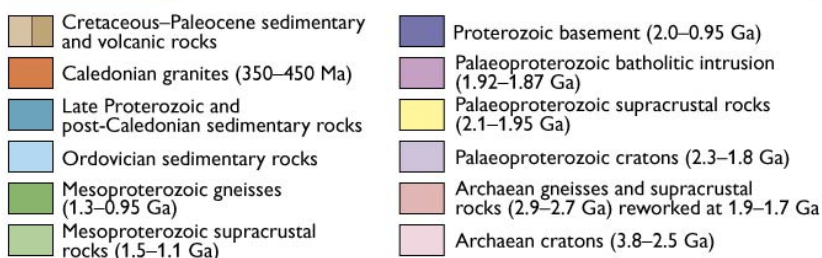 Cretaceous–Paleocene sedimentary
and volcanic rocks
Caledonian granites (350–450 Ma)
Late Proterozoic and
post-Caledonian sedimentary rocks
Ordovician sedimentary rocks
Mesoproterozoic gneisses
(1.3–0.95 Ga)
Mesoproterozoic supracrustal
rocks (1.5–1.1 Ga)
Proterozoic basement (2.0–0.95 Ga)
Palaeoproterozoic batholitic intrusion
(1.92–1.87 Ga)
Palaeoproterozoic supracrustal rocks
(2.1–1.95 Ga)
Palaeoproterozoic cratons (2.3–1.8 Ga)
Archaean gneisses and supracrustal
rocks (2.9–2.7 Ga) reworked at 1.9–1.7 Ga
Archaean cratons (3.8–2.5 Ga)